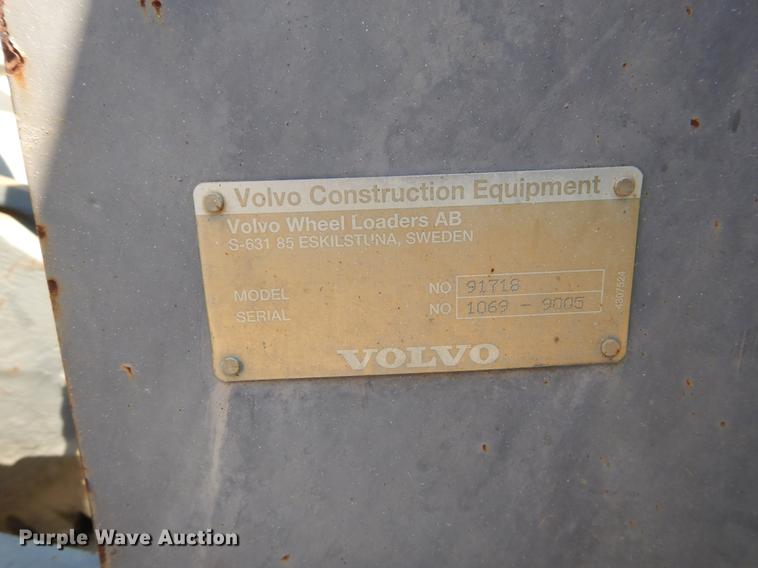 Volvo Construction Equipment
Volvo Wheel Loaders AB
S-631 85 ESKILSTUNA, SWEDEN
MODEL NO 91718
SERIAL NO 1069 - 9005
4807524
VOLVO
Purple Wave Auction